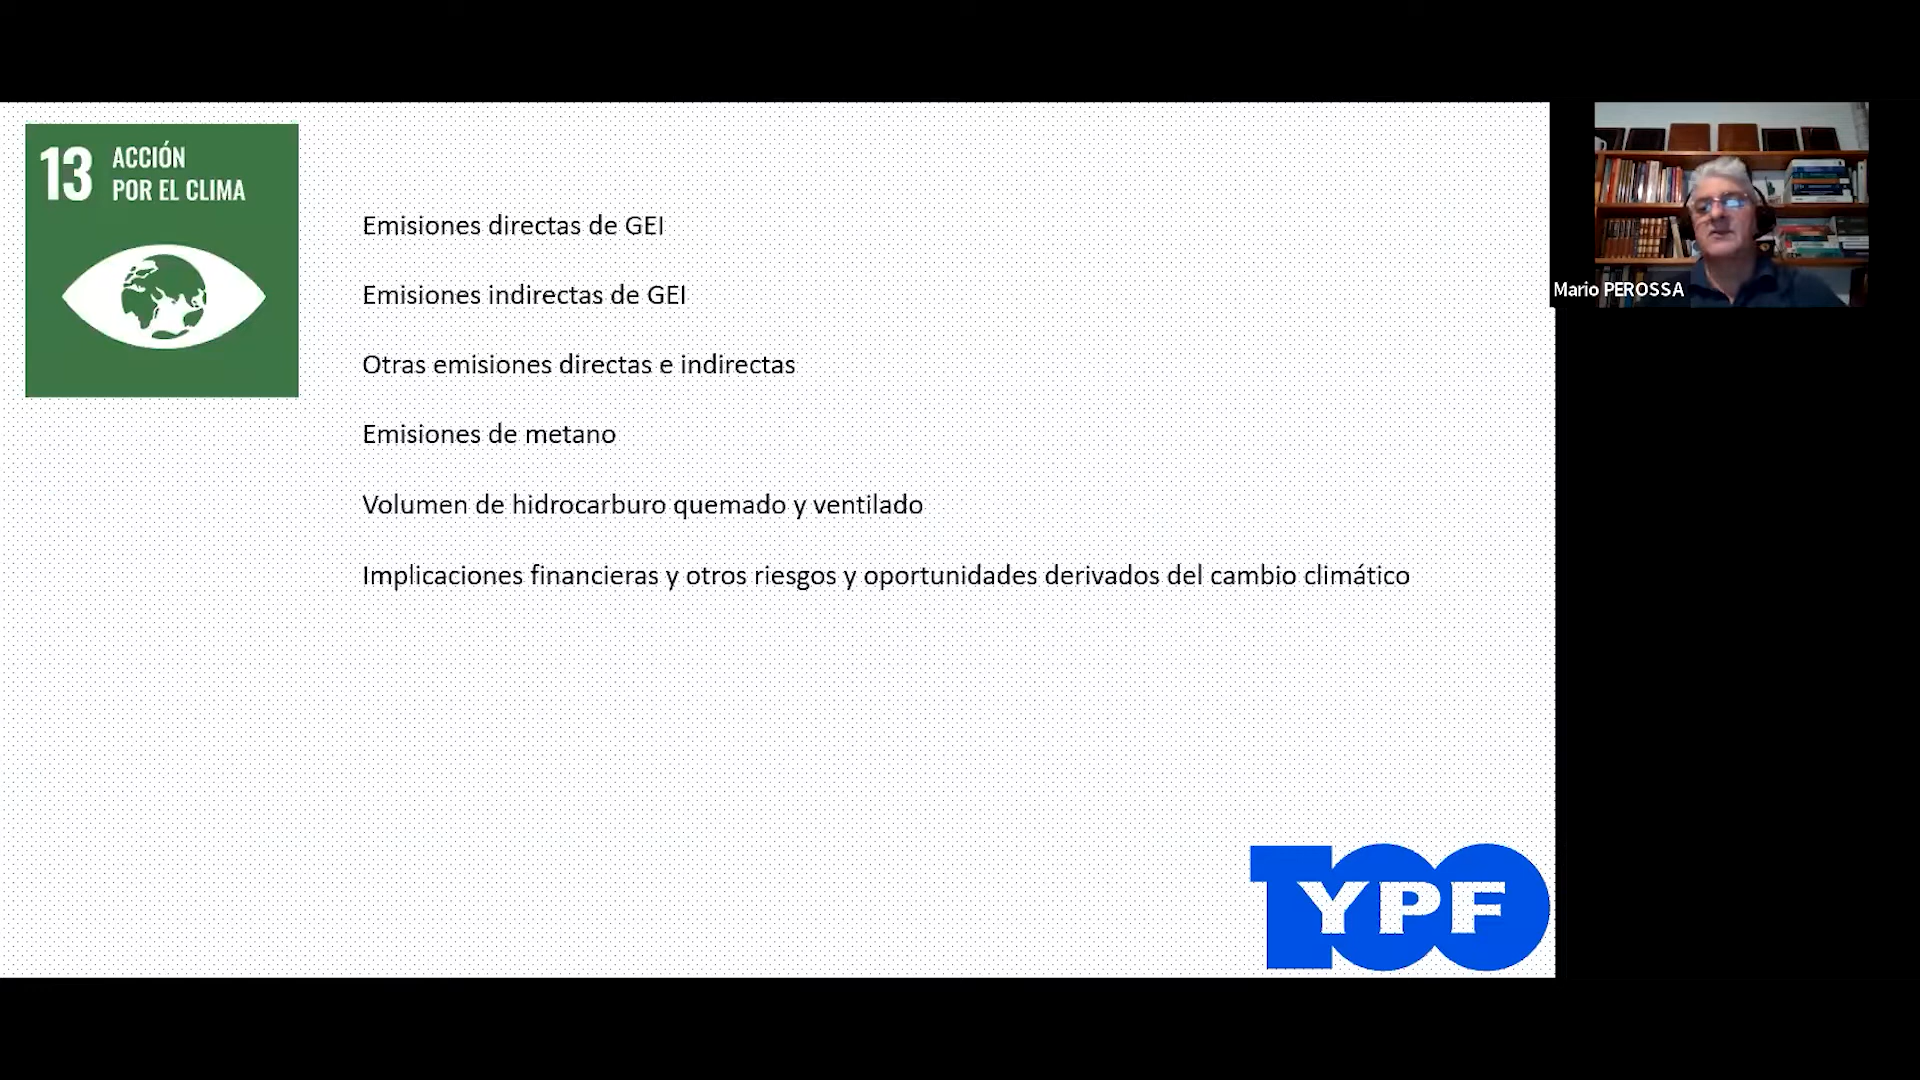 13 ACCIÓN
POR EL CLIMA
Emisiones directas de GEI
Emisiones indirectas de GEI
Otras emisiones directas e indirectas
Emisiones de metano
Volumen de hidrocarburo quemado y ventilado
Implicaciones financieras y otros riesgos y oportunidades derivados del cambio climático
Mario PEROSSA
100
YPF